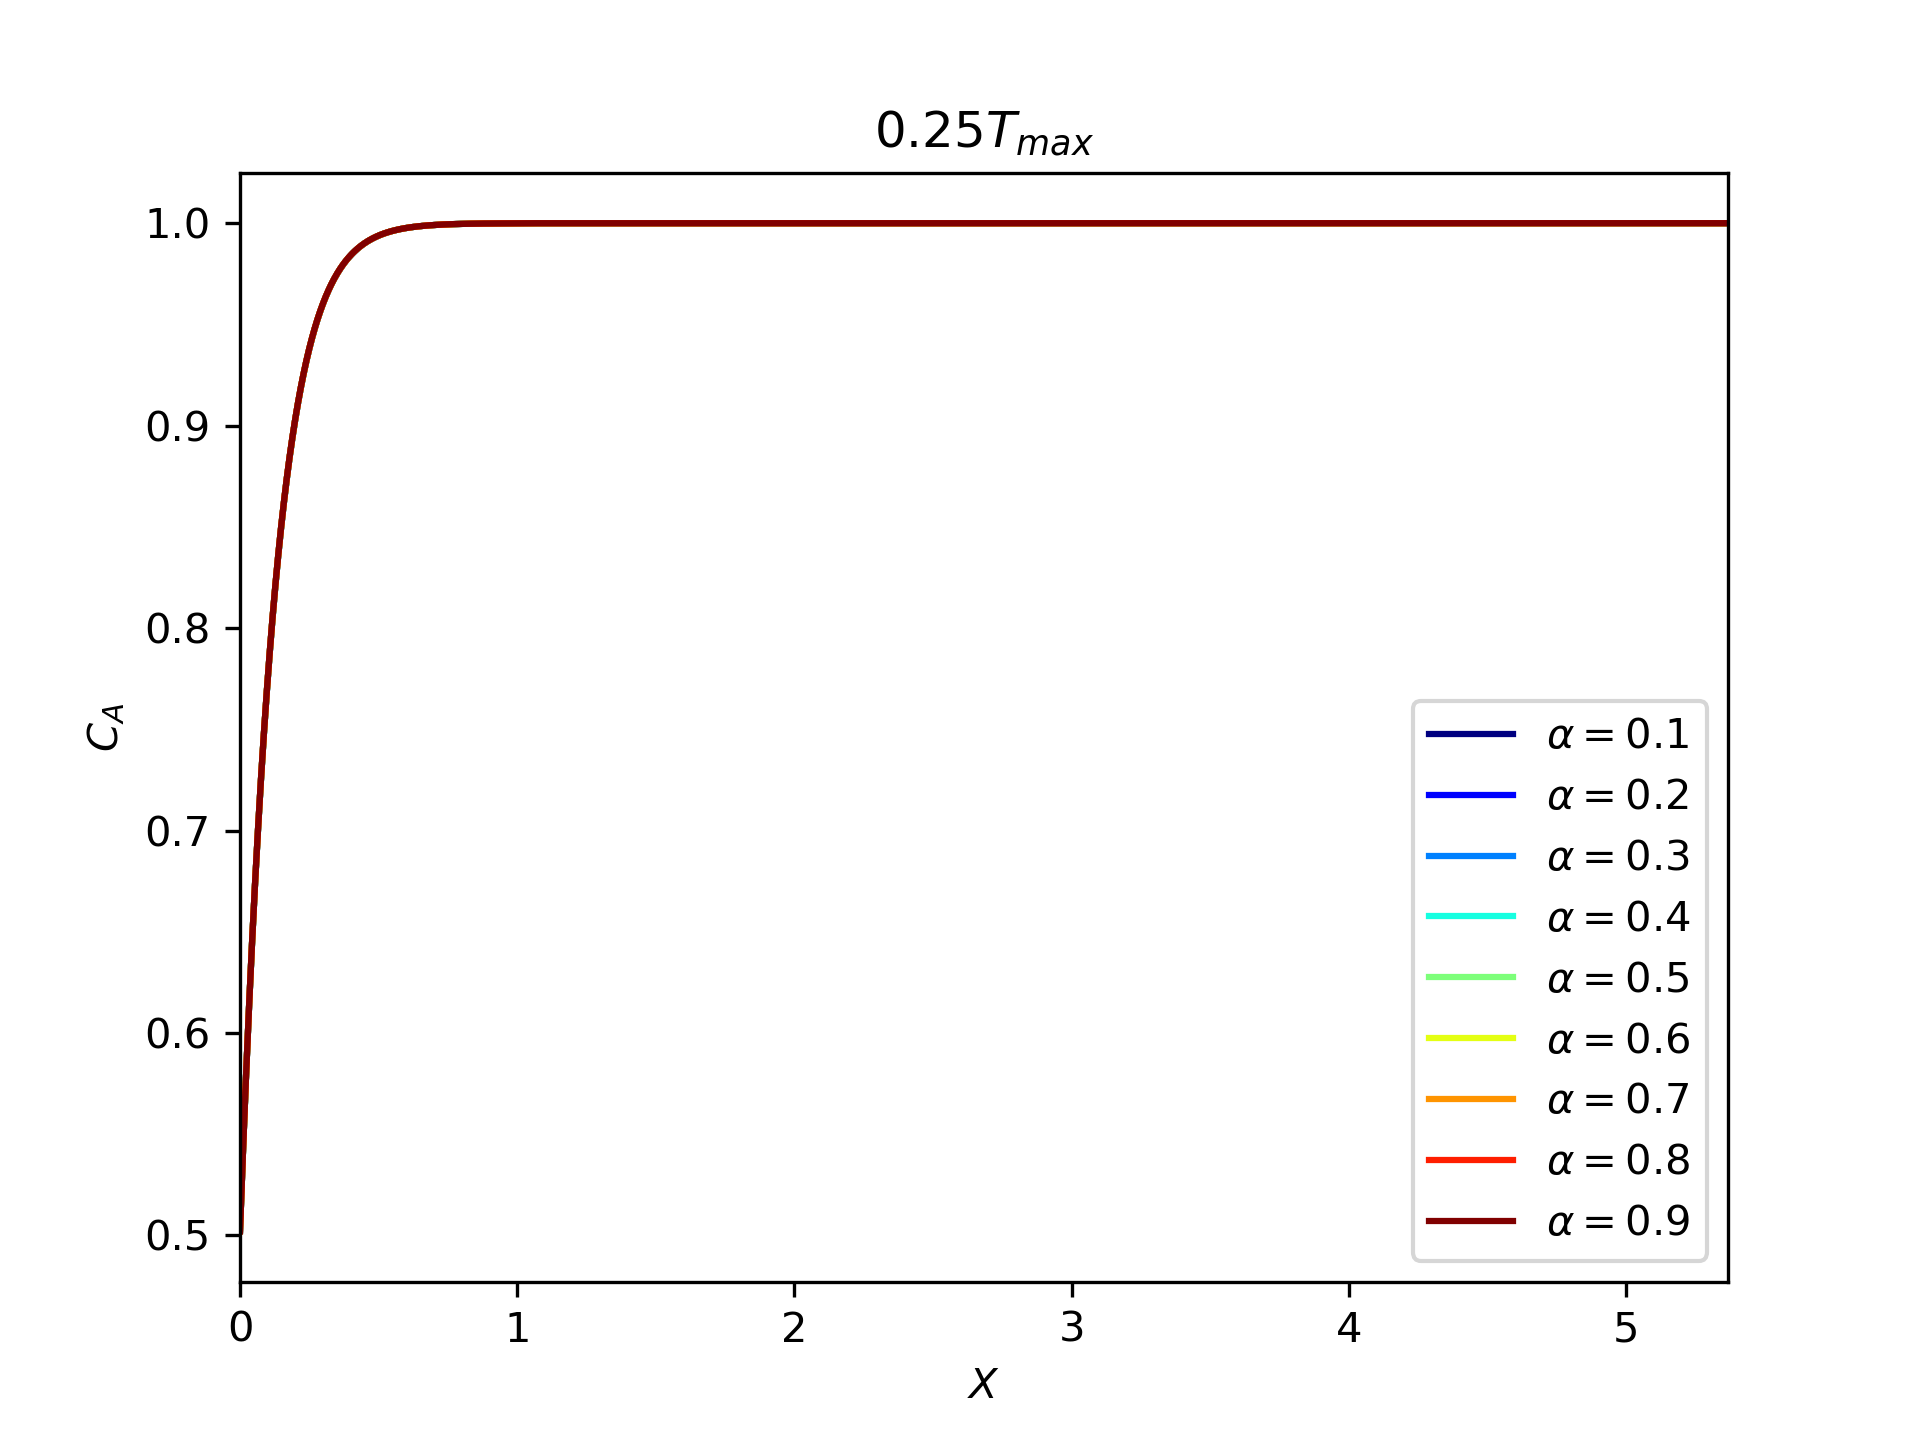 0.25T_max
1.0
0.9
0.8
0.7
0.6
0.5
C_A
α = 0.1
α = 0.2
α = 0.3
α = 0.4
α = 0.5
α = 0.6
α = 0.7
α = 0.8
α = 0.9
0 1 2 3 4 5
X